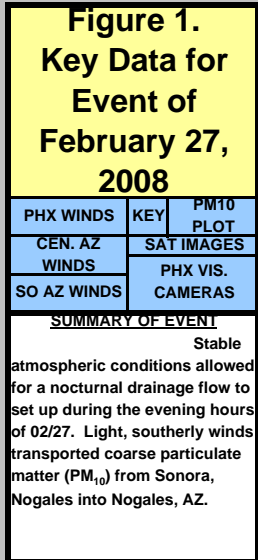 Figure 1.
Key Data for
Event of
February 27,
2008
PHX WINDS
KEY
PM10
PLOT
CEN. AZ
WINDS
SAT IMAGES
SO AZ WINDS
PHX VIS.
CAMERAS
SUMMARY OF EVENT
Stable
atmospheric conditions allowed
for a nocturnal drainage flow to
set up during the evening hours
of 02/27.  Light, southerly winds
transported coarse particulate
matter (PM10) from Sonora,
Nogales into Nogales, AZ.